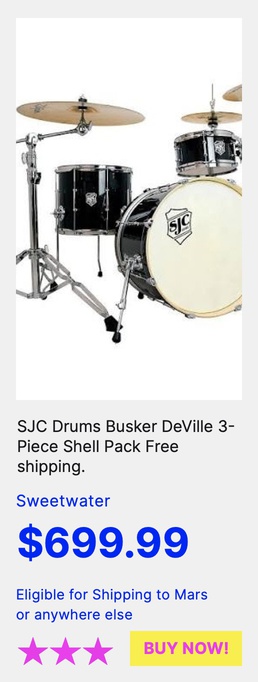 SJC
SJC Drums Busker DeVille 3-
Piece Shell Pack Free
shipping.
Sweetwater
$699.99
Eligible for Shipping to Mars
or anywhere else
BUY NOW!